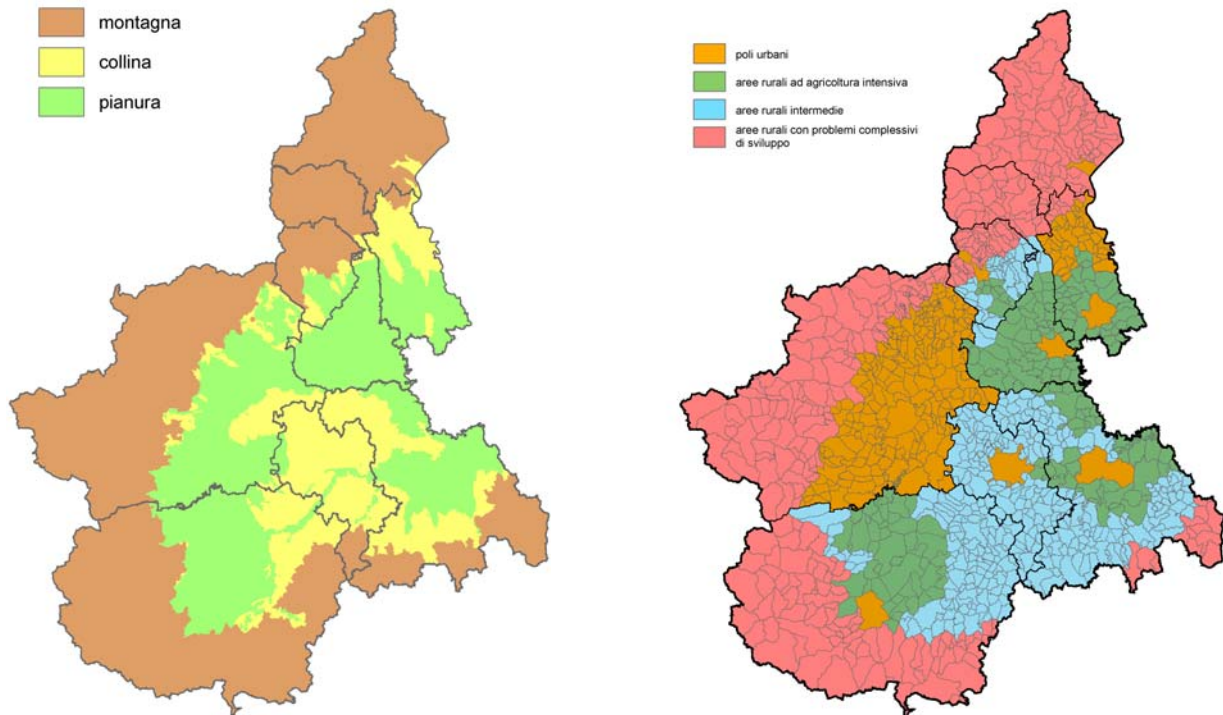 montagna
collina
pianura
poli urbani
aree rurali ad agricoltura intensiva
aree rurali intermedie
aree rurali con problemi complessivi
di sviluppo